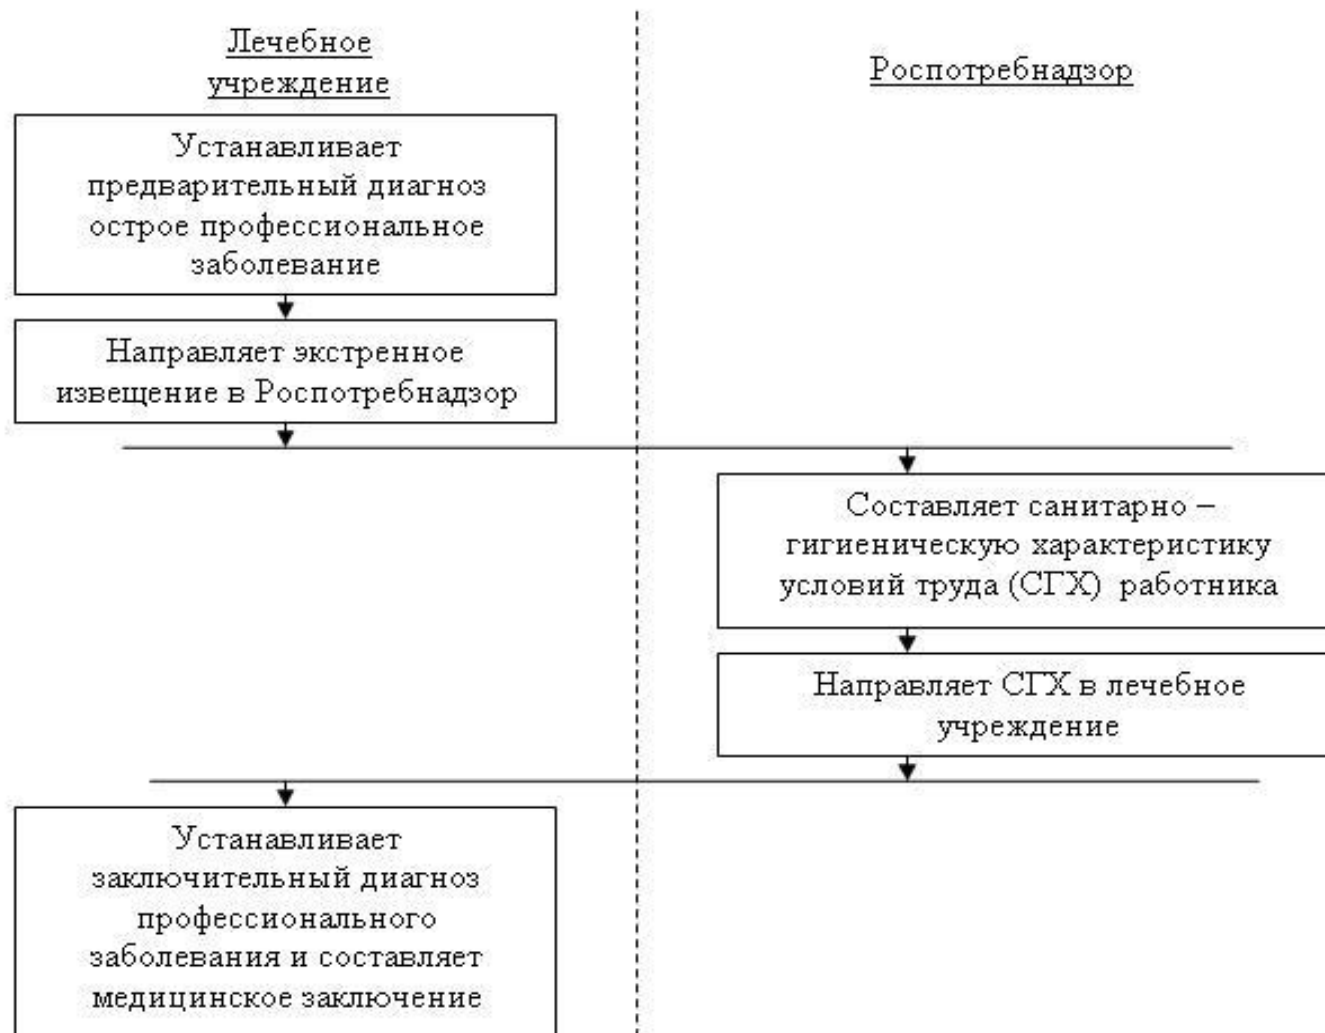 Лечебное
учреждение
Роспотребнадзор
Устанавливает
предварительный диагноз
острое профессиональное
заболевание
Направляет экстренное
извещение в Роспотребнадзор
Составляет санитарно –
гигиеническую характеристику
условий труда (СГХ) работника
Направляет СГХ в лечебное
учреждение
Устанавливает
заключительный диагноз
профессионального
заболевания и составляет
медицинское заключение